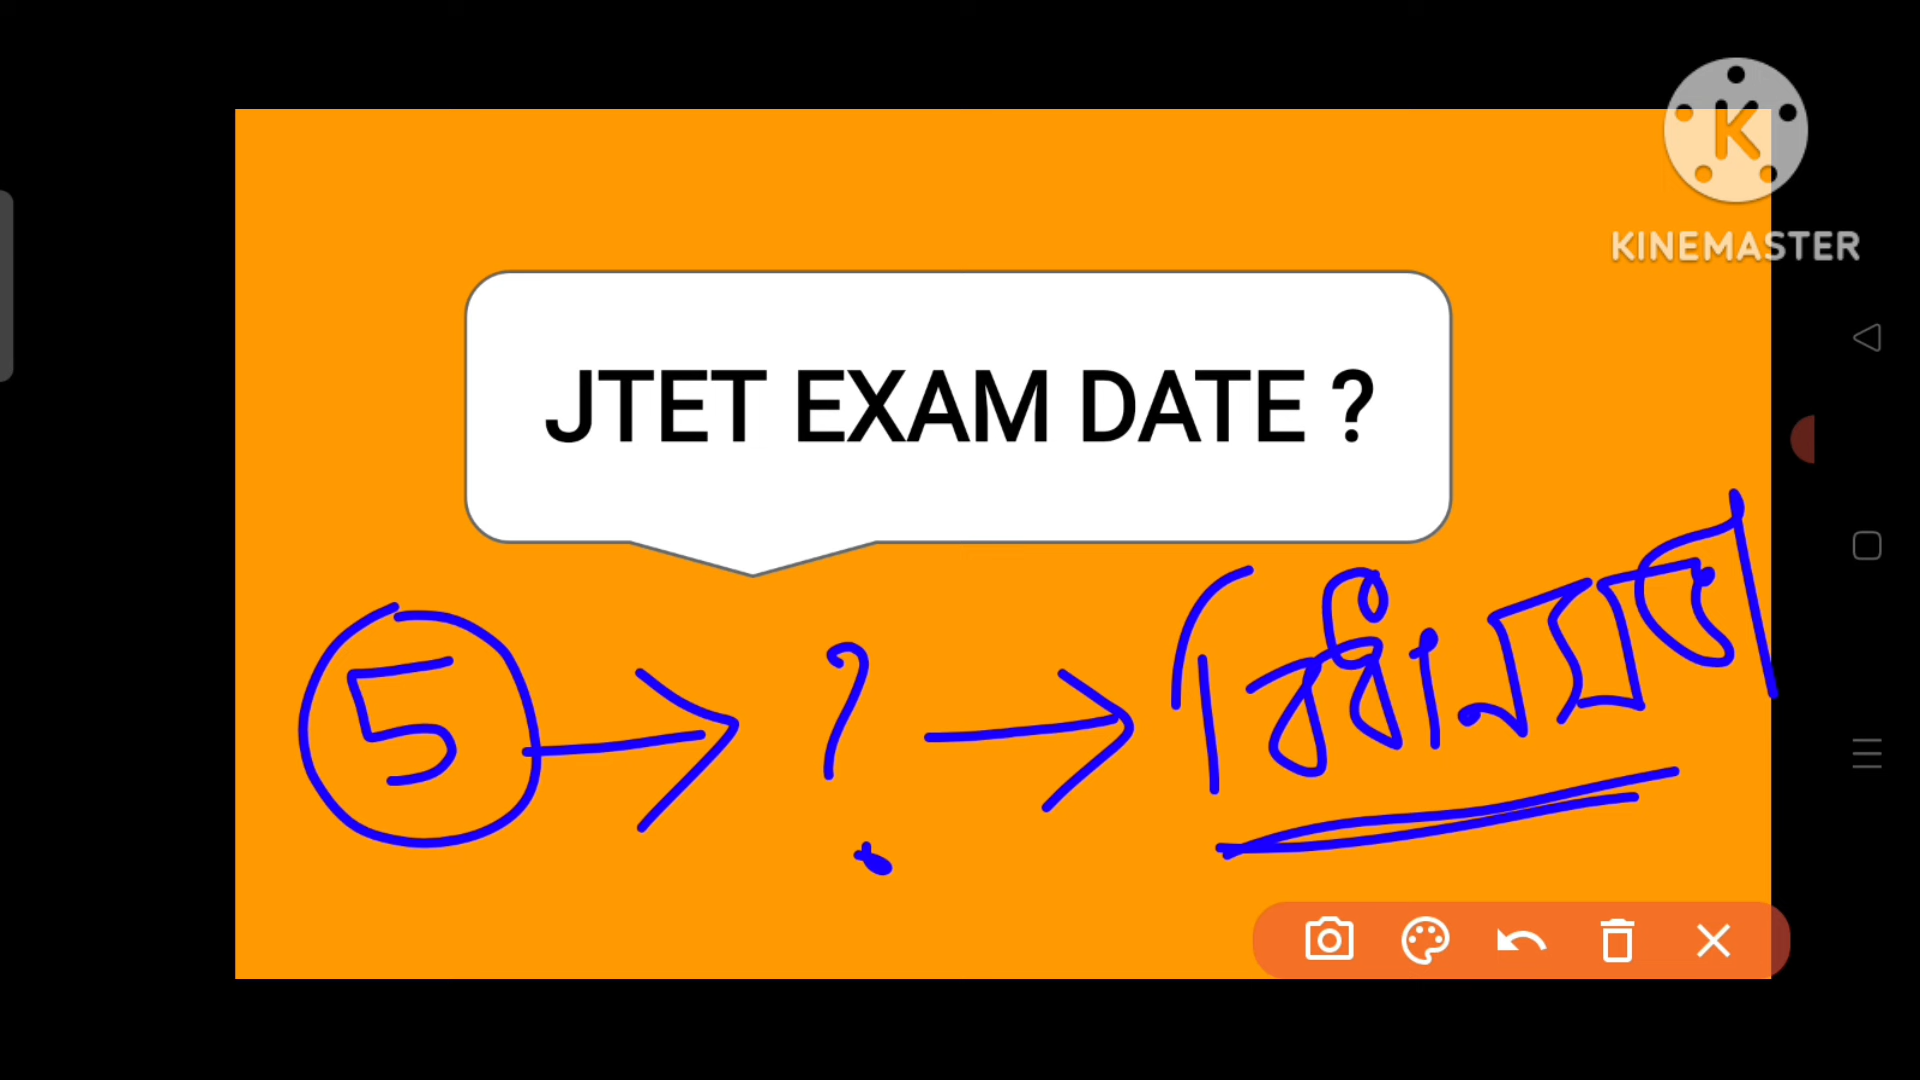 KINEMASTER
JTET EXAM DATE ?
5 → ? →